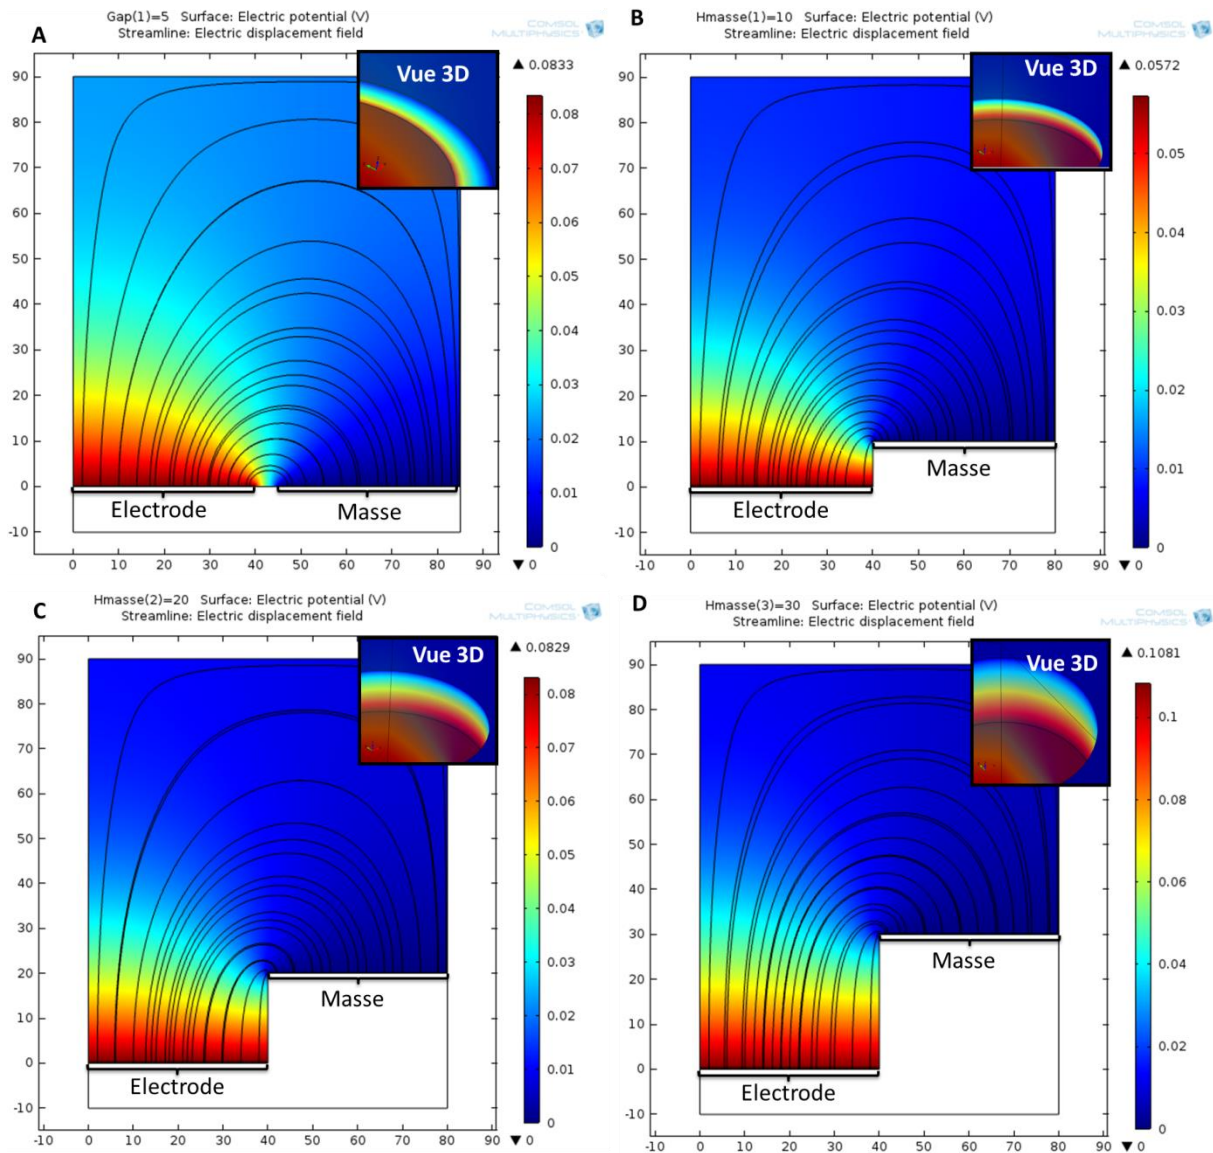 A
Gap(1)=5 Surface: Electric potential (V)
Streamline: Electric displacement field
COMSOL
MULTIPHYSICS
Vue 3D
▲ 0.0833
90
80
70
60
50
40
30
20
10
0
-10
0.08
0.07
0.06
0.05
0.04
0.03
0.02
0.01
0
Electrode
Masse
0 10 20 30 40 50 60 70 80 90
▼ 0
B
Hmasse(1)=10 Surface: Electric potential (V)
Streamline: Electric displacement field
COMSOL
MULTIPHYSICS
Vue 3D
▲ 0.0572
90
80
70
60
50
40
30
20
10
0
-10
0.05
0.04
0.03
0.02
0.01
0
Masse
Electrode
-10 0 10 20 30 40 50 60 70 80 90
▼ 0
C
Hmasse(2)=20 Surface: Electric potential (V)
Streamline: Electric displacement field
COMSOL
MULTIPHYSICS
Vue 3D
▲ 0.0829
90
80
70
60
50
40
30
20
10
0
-10
0.08
0.07
0.06
0.05
0.04
0.03
0.02
0.01
0
Masse
Electrode
-10 0 10 20 30 40 50 60 70 80 90
▼ 0
D
Hmasse(3)=30 Surface: Electric potential (V)
Streamline: Electric displacement field
COMSOL
MULTIPHYSICS
Vue 3D
▲ 0.1081
90
80
70
60
50
40
30
20
10
0
-10
0.1
0.08
0.06
0.04
0.02
0
Masse
Electrode
-10 0 10 20 30 40 50 60 70 80 90
▼ 0